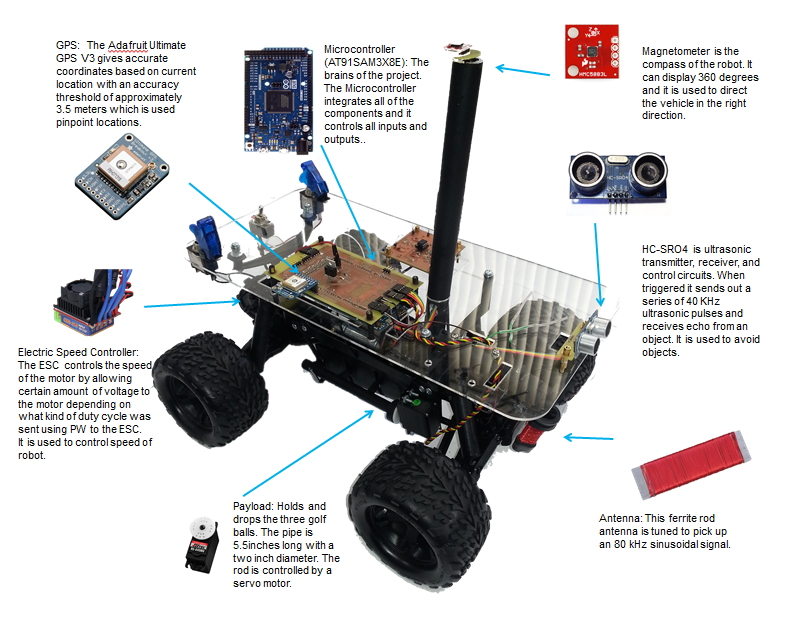 GPS: The Adafruit Ultimate
GPS V3 gives accurate
coordinates based on current
location with an accuracy
threshold of approximately
3.5 meters which is used
pinpoint locations.
Microcontroller
(AT91SAM3X8E): The
brains of the project.
The Microcontroller
integrates all of the
components and it
controls all inputs and
outputs..
HMC5883L
Magnetometer is the
compass of the robot. It
can display 360 degrees
and it is used to direct
the vehicle in the right
direction.
HC-SR04
HC-SRO4 is ultrasonic
transmitter, receiver, and
control circuits. When
triggered it sends out a
series of 40 KHz
ultrasonic pulses and
receives echo from an
object. It is used to avoid
objects.
Electric Speed Controller:
The ESC controls the speed
of the motor by allowing
certain amount of voltage to
the motor depending on
what kind of duty cycle was
sent using PW to the ESC.
It is used to control speed of
robot.
Payload: Holds and
drops the three golf
balls. The pipe is
5.5inches long with a
two inch diameter. The
rod is controlled by a
servo motor.
Antenna: This ferrite rod
antenna is tuned to pick up
an 80 kHz sinusoidal signal.